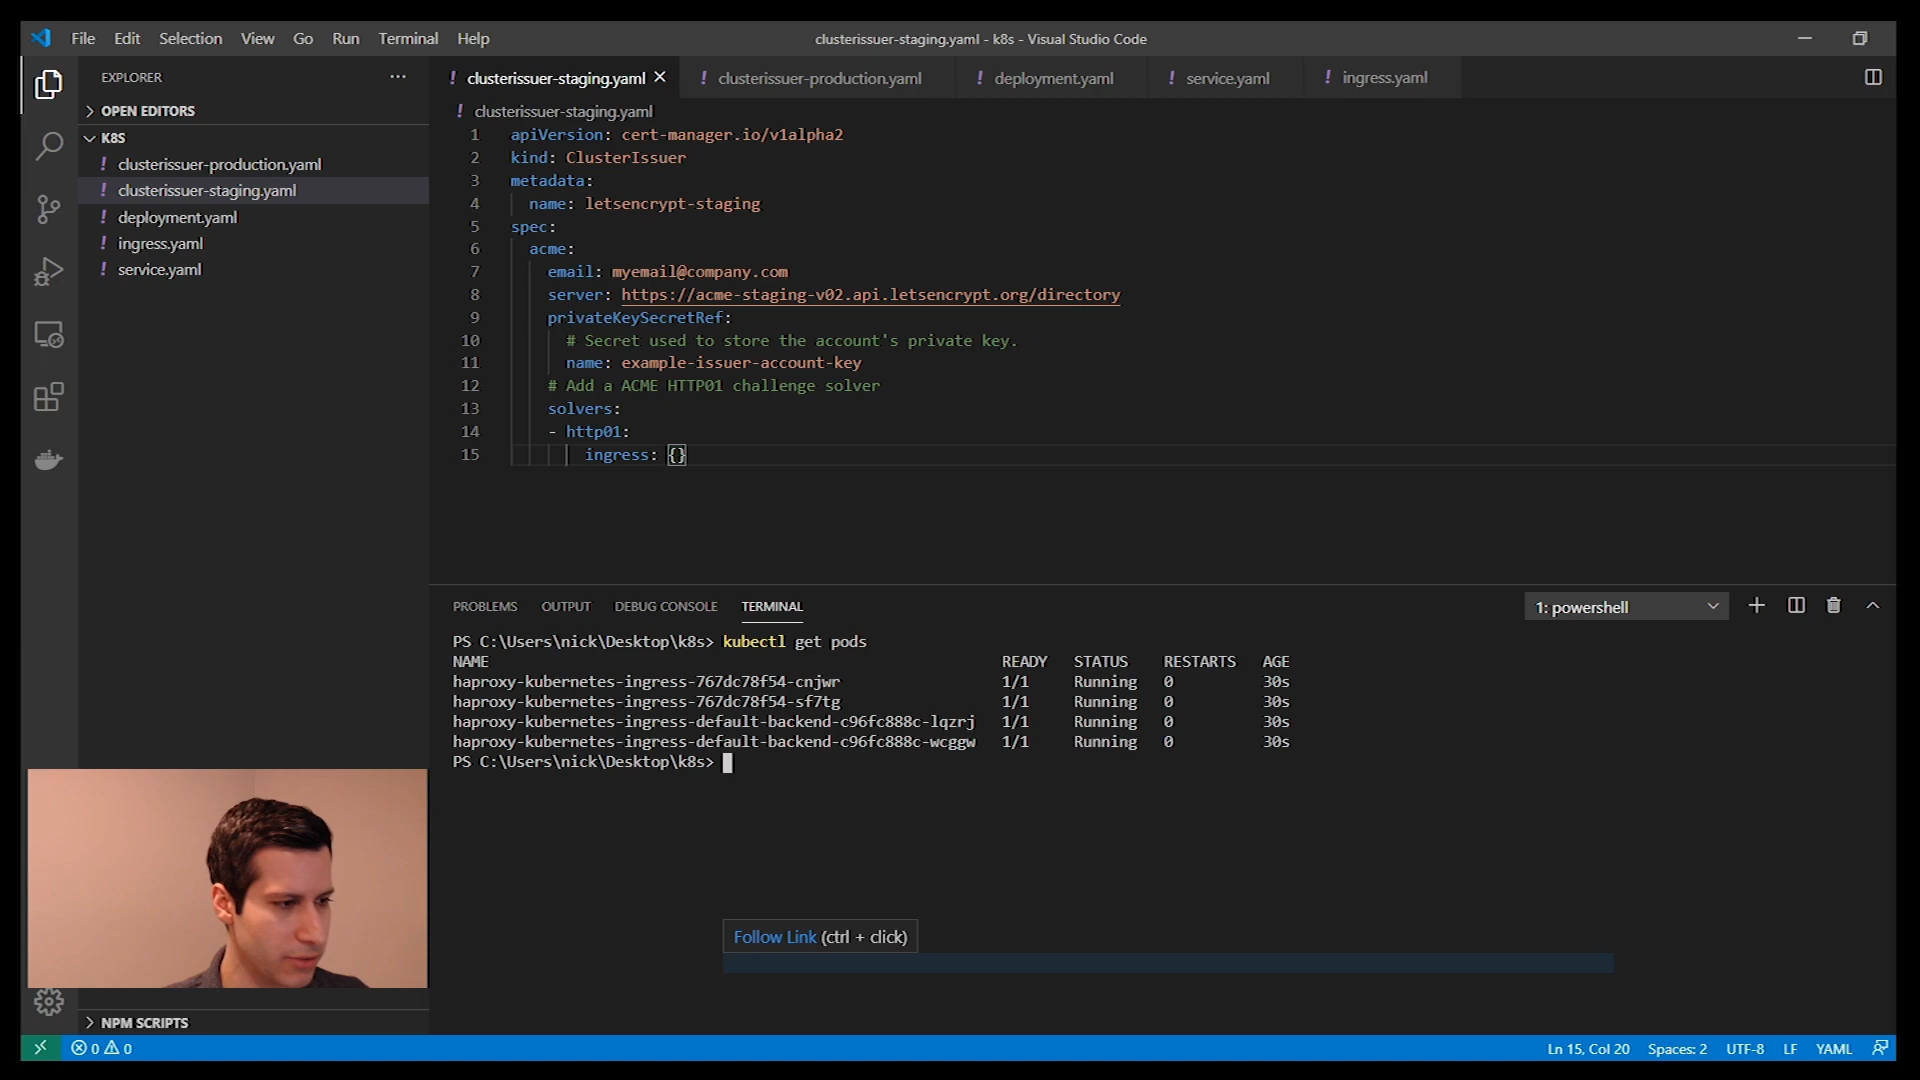 File Edit Selection View Go Run Terminal Help
clusterissuer-staging.yaml - k8s - Visual Studio Code
EXPLORER
OPEN EDITORS
K8S
! clusterissuer-production.yaml
! clusterissuer-staging.yaml
! deployment.yaml
! ingress.yaml
! service.yaml
NPM SCRIPTS
! clusterissuer-staging.yaml ! clusterissuer-production.yaml ! deployment.yaml ! service.yaml ! ingress.yaml
! clusterissuer-staging.yaml
1 apiVersion: cert-manager.io/v1alpha2
2 kind: ClusterIssuer
3 metadata:
4 name: letsencrypt-staging
5 spec:
6 acme:
7 email: myemail@company.com
8 server: https://acme-staging-v02.api.letsencrypt.org/directory
9 privateKeySecretRef:
10 # Secret used to store the account's private key.
11 name: example-issuer-account-key
12 # Add a ACME HTTP01 challenge solver
13 solvers:
14 - http01:
15 ingress: {}
PROBLEMS OUTPUT DEBUG CONSOLE TERMINAL
1: powershell
PS C:\Users\nick\Desktop\k8s> kubectl get pods
NAME READY STATUS RESTARTS AGE
haproxy-kubernetes-ingress-767dc78f54-cnjwr 1/1 Running 0 30s
haproxy-kubernetes-ingress-767dc78f54-sf7tg 1/1 Running 0 30s
haproxy-kubernetes-ingress-default-backend-c96fc888c-lqzrj 1/1 Running 0 30s
haproxy-kubernetes-ingress-default-backend-c96fc888c-wcggw 1/1 Running 0 30s
PS C:\Users\nick\Desktop\k8s>
Follow Link (ctrl + click)
0 0
Ln 15, Col 20 Spaces: 2 UTF-8 LF YAML